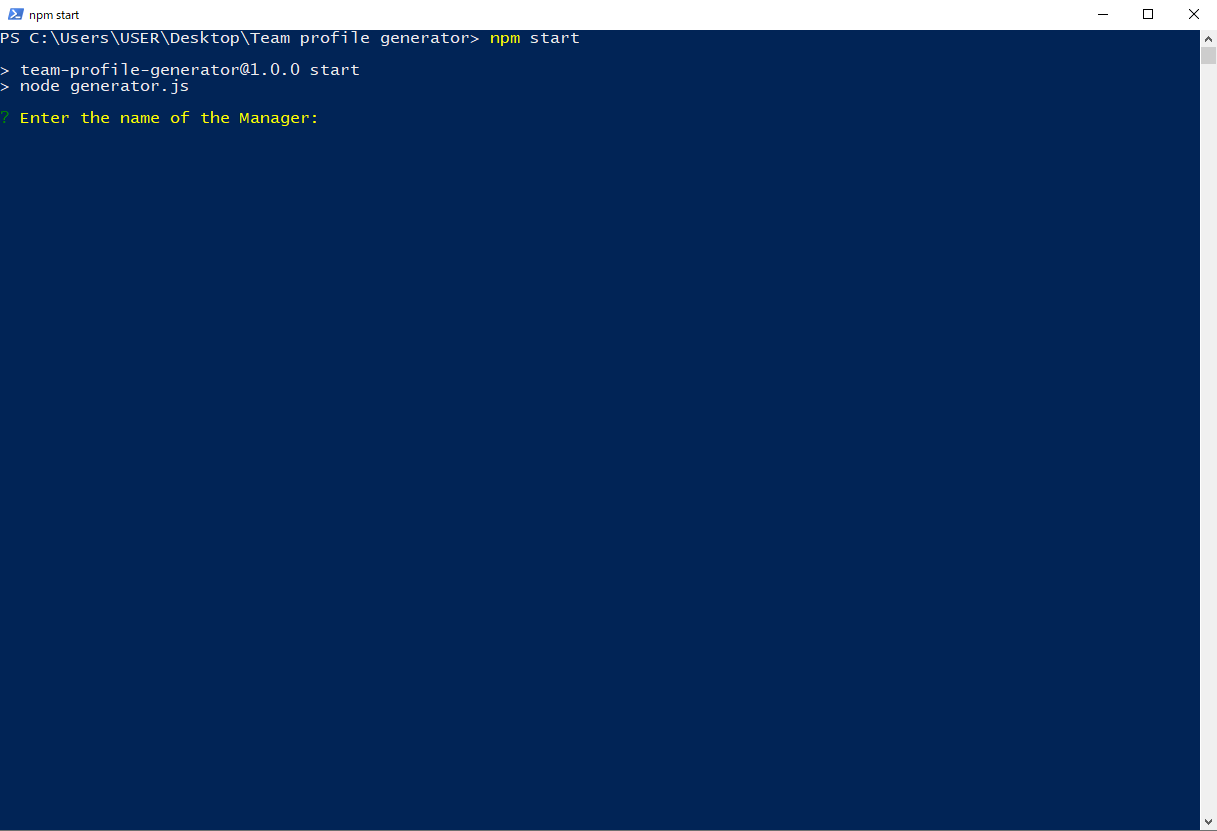 npm start
PS C:\Users\USER\Desktop\Team profile generator> npm start
> team-profile-generator@1.0.0 start
> node generator.js
? Enter the name of the Manager: